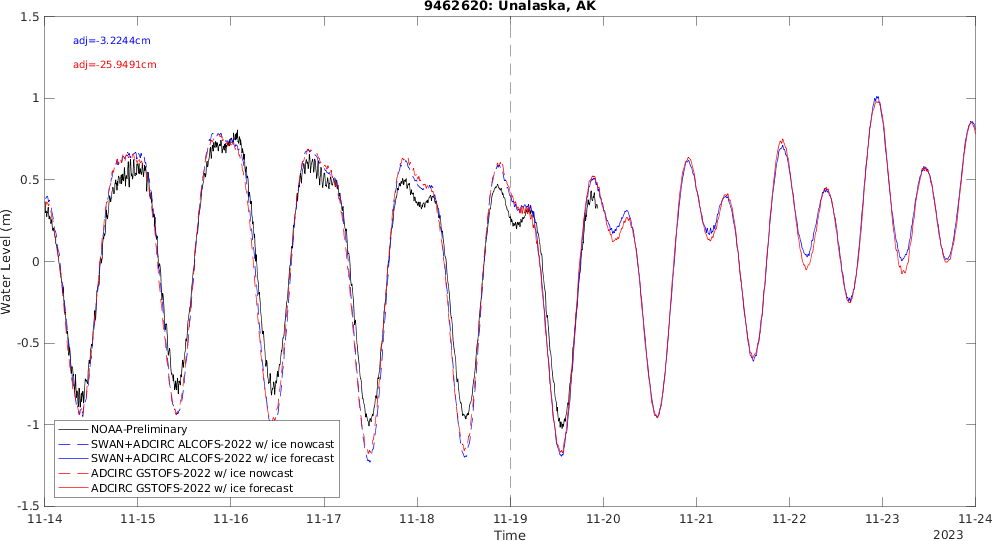 9462620: Unalaska, AK
adj=-3.2244cm
adj=-25.9491cm
Water Level (m)
1.5
1
0.5
0
-0.5
-1
-1.5
NOAA-Preliminary
SWAN+ADCIRC ALCOFS-2022 w/ ice nowcast
SWAN+ADCIRC ALCOFS-2022 w/ ice forecast
ADCIRC GSTOFS-2022 w/ ice nowcast
ADCIRC GSTOFS-2022 w/ ice forecast
11-14 11-15 11-16 11-17 11-18 11-19 11-20 11-21 11-22 11-23 11-24
Time
2023